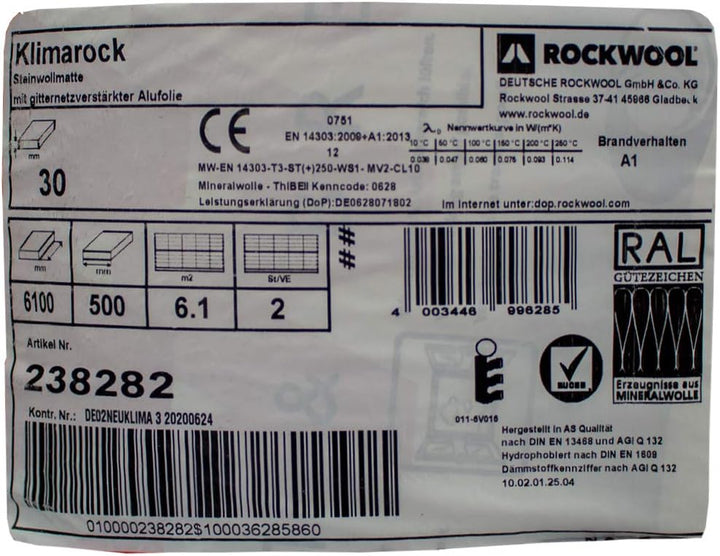 Klimarock
Steinwollmatte
mit gitternetzverstärkter Alufolie
ROCKWOOL®
DEUTSCHE ROCKWOOL GmbH &Co. KG
Rockwool Strasse 37-41 45966 Gladbeck
www.rockwool.de
mm
30
CE
0751
EN 14303:2009+A1:2013
12
MW-EN 14303-T3-ST(+)250-WS1- MV2-CL10
Mineralwolle - ThIBEII Kenncode: 0628
Leistungserklärung (DoP):DE0628071802
λD Nennwertkurve in W/(m*K)
10 °C 50 °C 100 °C 150 °C 200 °C 250 °C
0.038 0.047 0.060 0.075 0.093 0.114
Brandverhalten
A1
Im Internet unter:dop.rockwool.com
mm mm m2 St/VE
6100 500 6.1 2
##
4 003446 996285
RAL
GÜTEZEICHEN
Erzeugnisse aus
MINERALWOLLE
Artikel Nr.
238282
Kontr. Nr.: DE02NEUKLIMA 3 20200624
011-6V016
010000238282$100036285860
Hergestellt in AS Qualität
nach DIN EN 13468 und AGI Q 132
Hydrophobiert nach DIN EN 1609
Dämmstoffkennziffer nach AGI Q 132
10.02.01.25.04